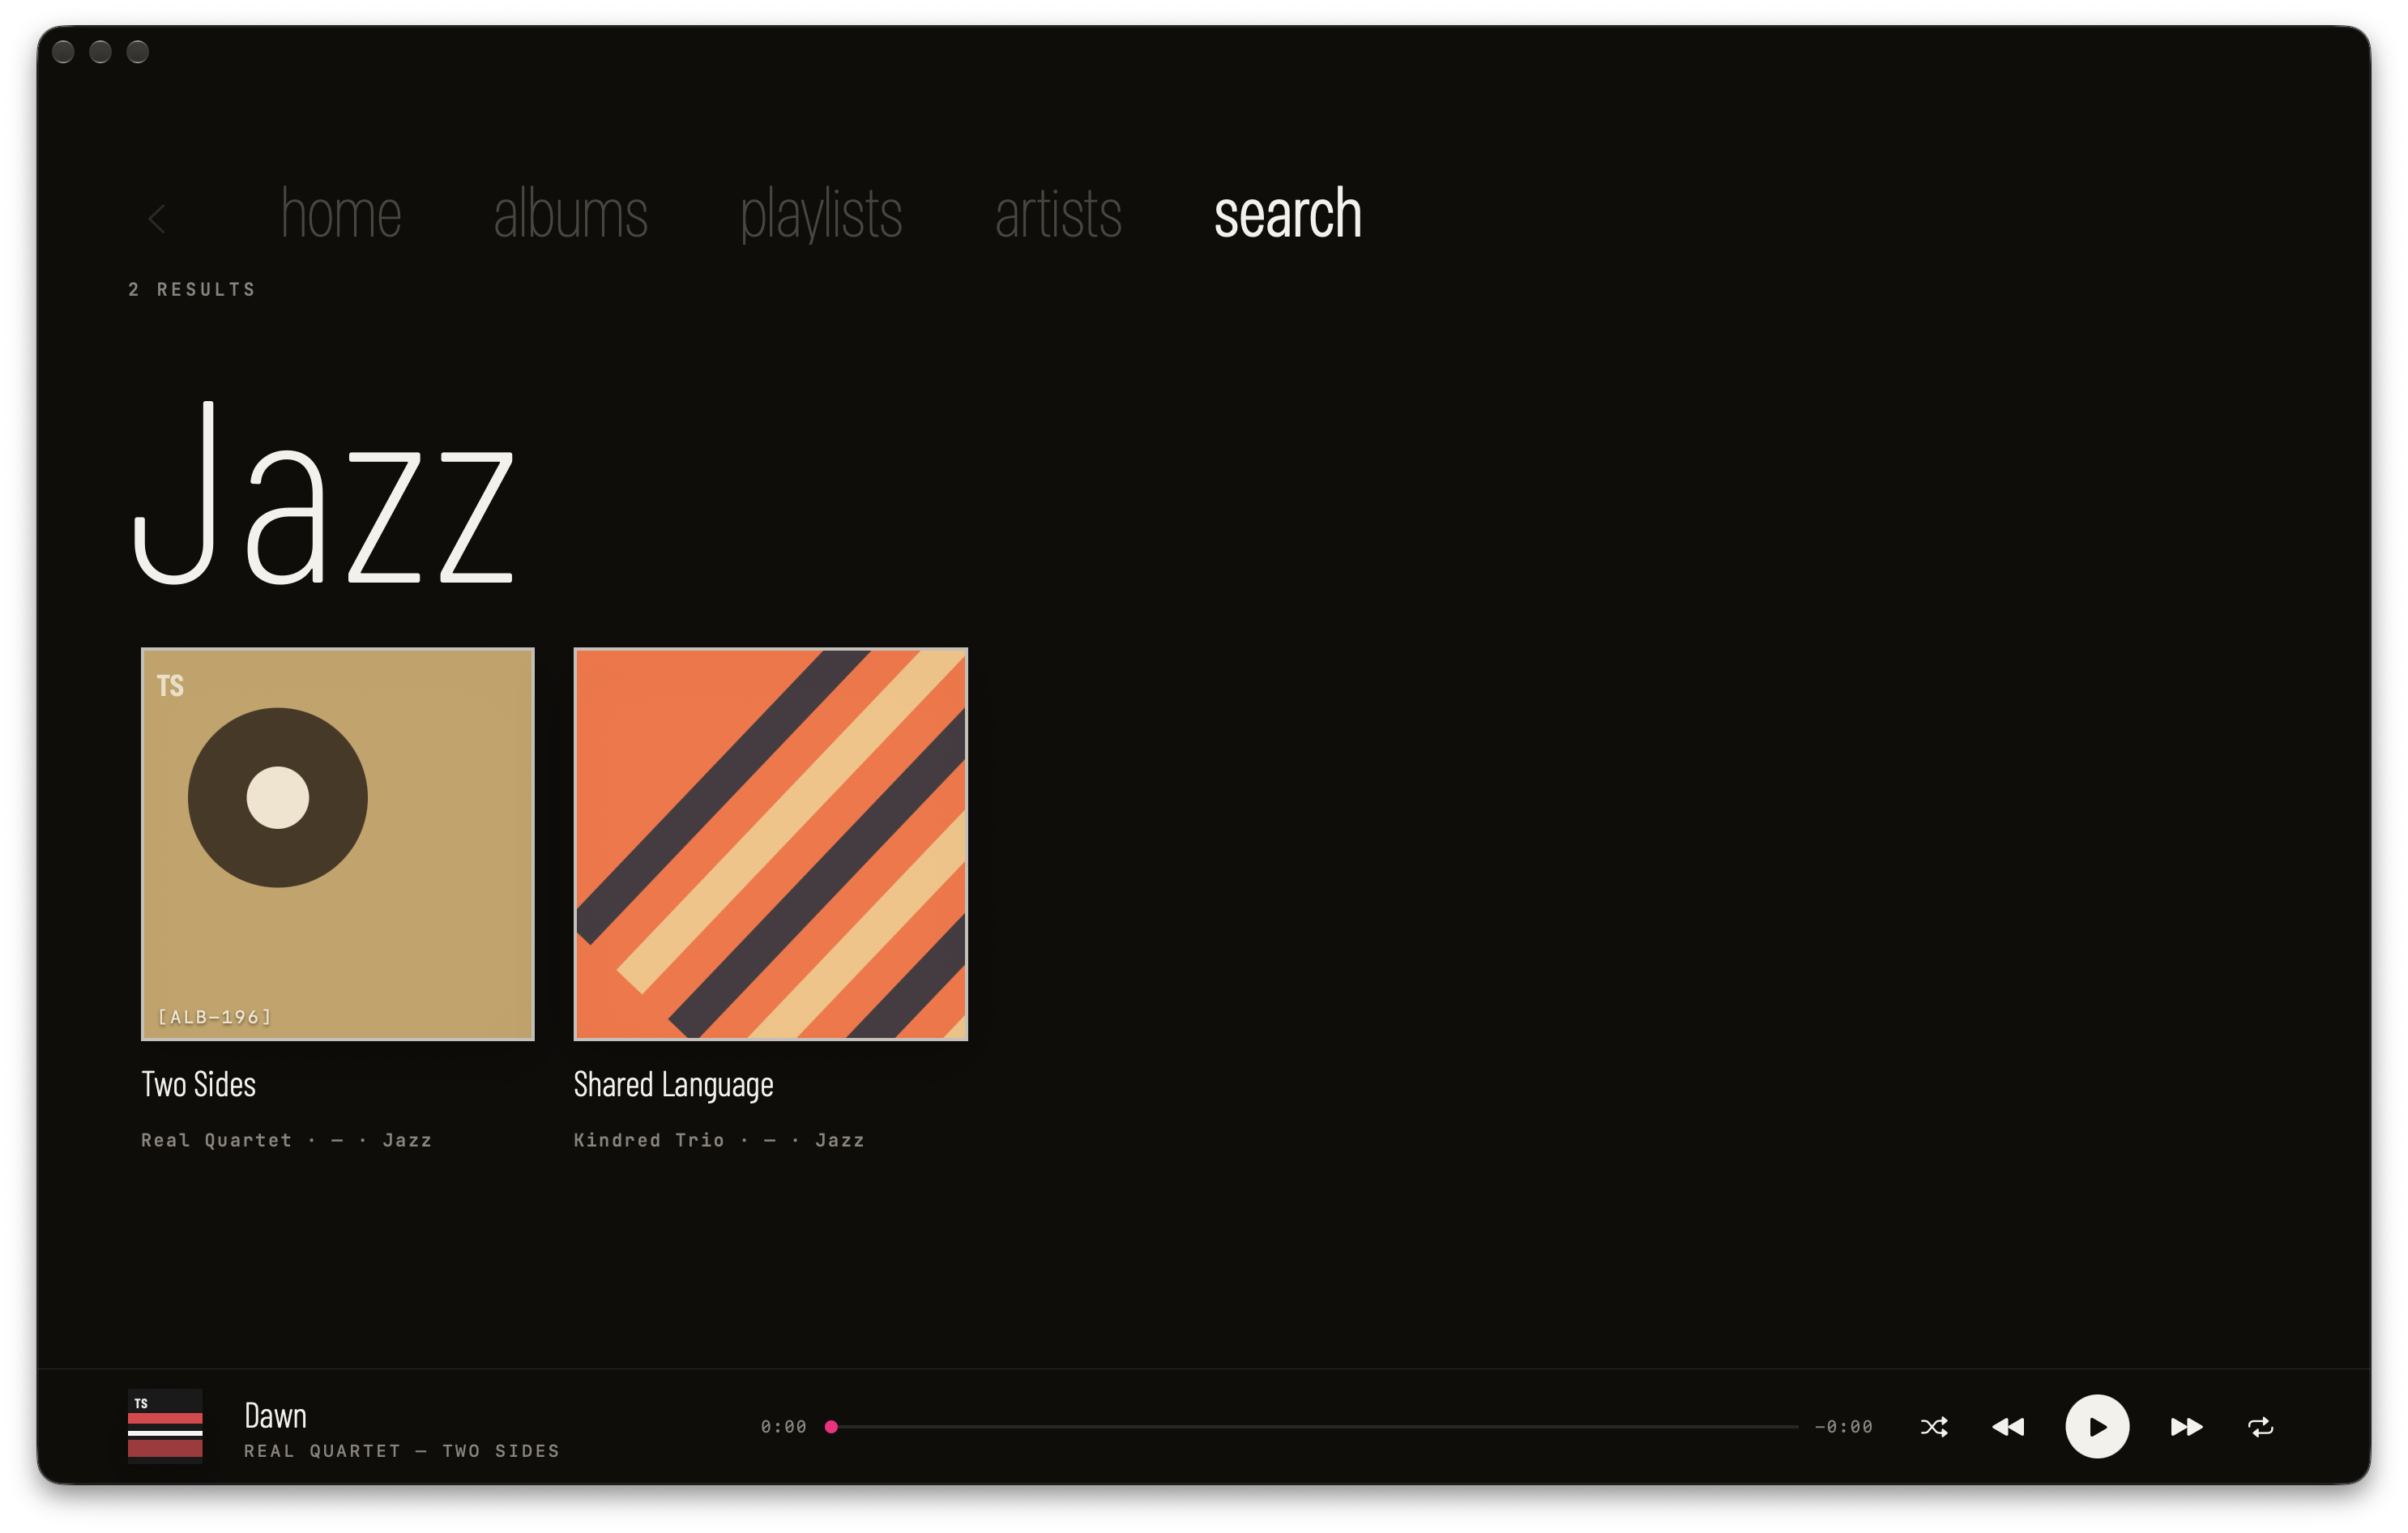 home albums playlists artists search
2 RESULTS
Jazz
TS
[ALB—196]
Two Sides
Real Quartet · — · Jazz
Shared Language
Kindred Trio · — · Jazz
TS
Dawn
REAL QUARTET — TWO SIDES
0:00
—0:00